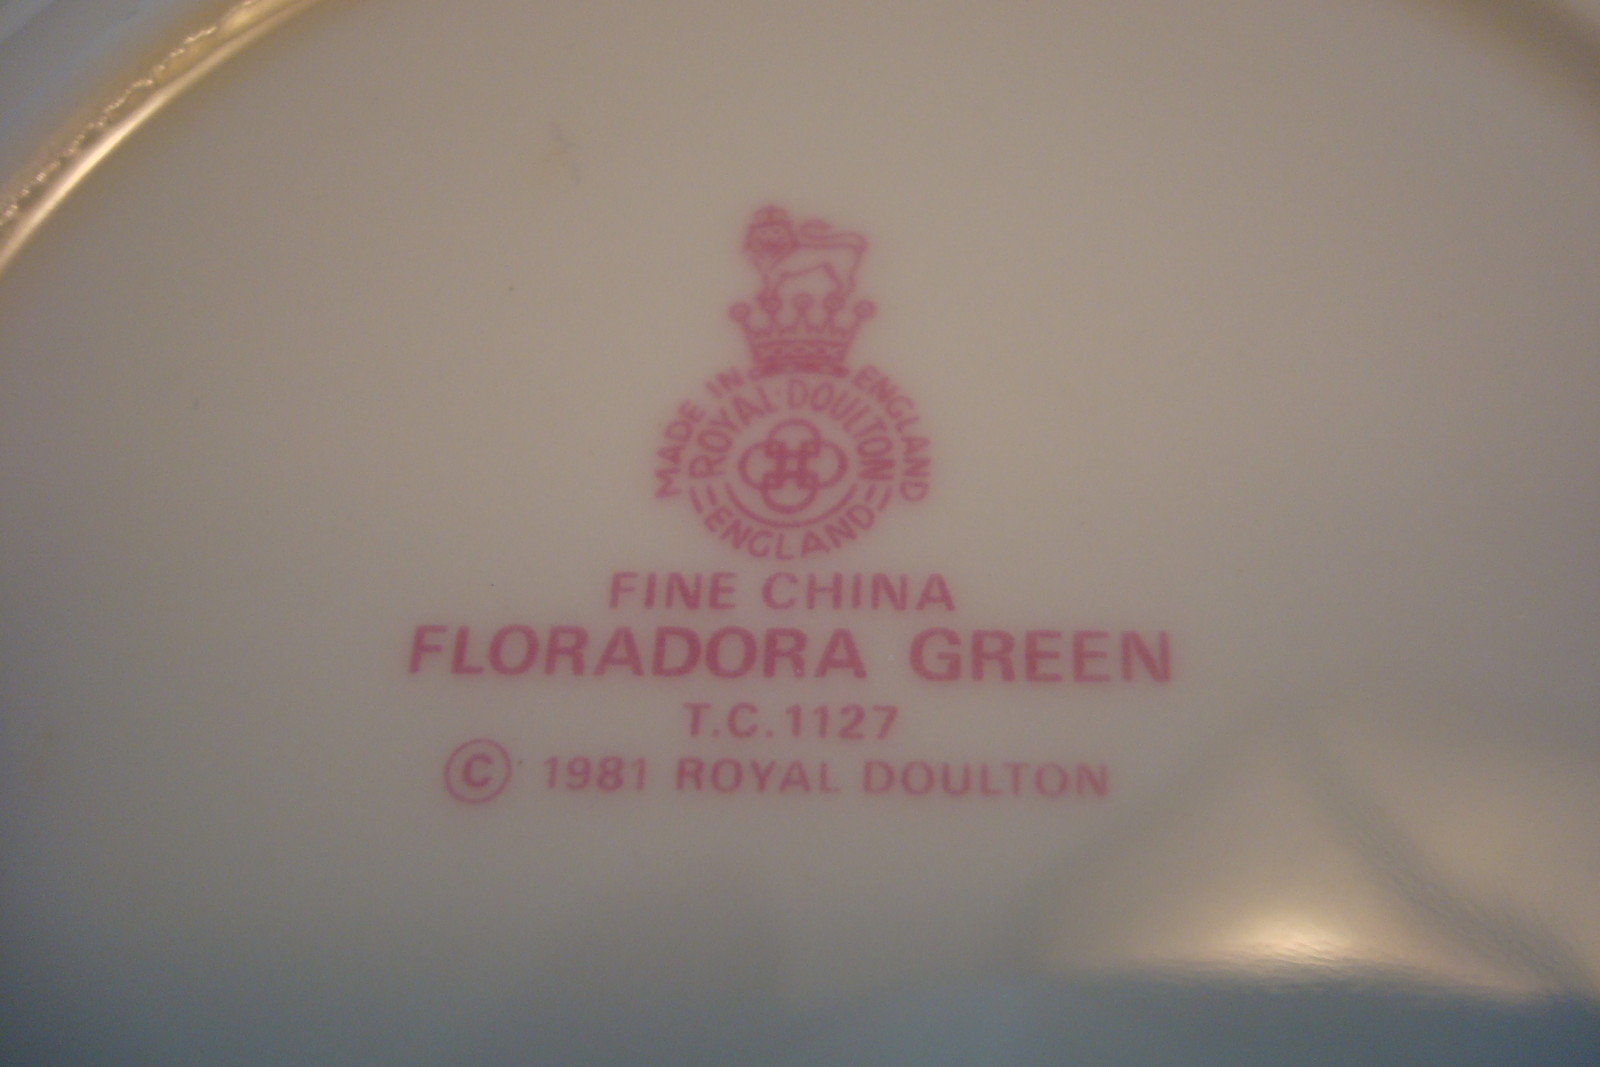 MADE IN ENGLAND
ROYAL DOULTON
ENGLAND
FINE CHINA
FLORADORA GREEN
T.C.1127
© 1981 ROYAL DOULTON